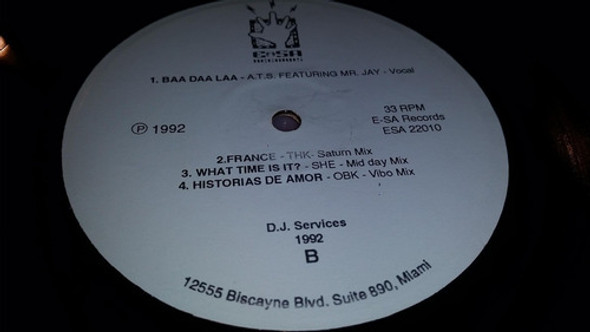 E-SA
1. BAA DAA LAA - A.T.S. FEATURING MR. JAY - Vocal
33 RPM
Ⓟ 1992
E-SA Records
ESA 22010
2.FRANCE - THK- Saturn Mix
3. WHAT TIME IS IT? - SHE - Mid day Mix
4. HISTORIAS DE AMOR - OBK - Vibo Mix
D.J. Services
1992
B
12555 Biscayne Blvd. Suite 890, Miami